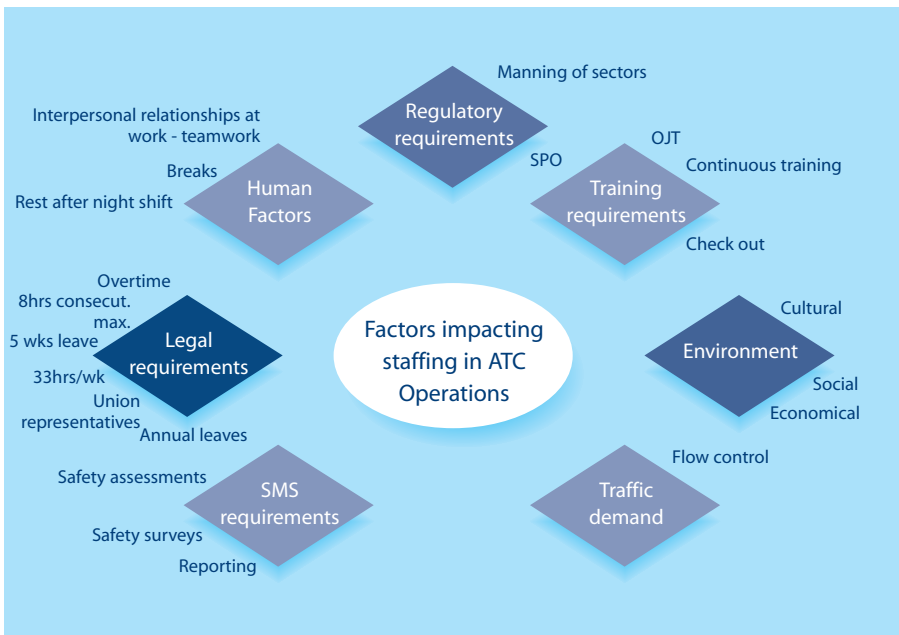 Manning of sectors
Regulatory
requirements
SPO
Interpersonal relationships at
work - teamwork
Breaks
Rest after night shift
Human
Factors
OJT
Continuous training
Training
requirements
Check out
Overtime
8hrs consecut.
max.
5 wks leave
33hrs/wk
Union
representatives
Annual leaves
Legal
requirements
Factors impacting
staffing in ATC
Operations
Cultural
Environment
Social
Economical
Safety assessments
Safety surveys
Reporting
SMS
requirements
Flow control
Traffic
demand